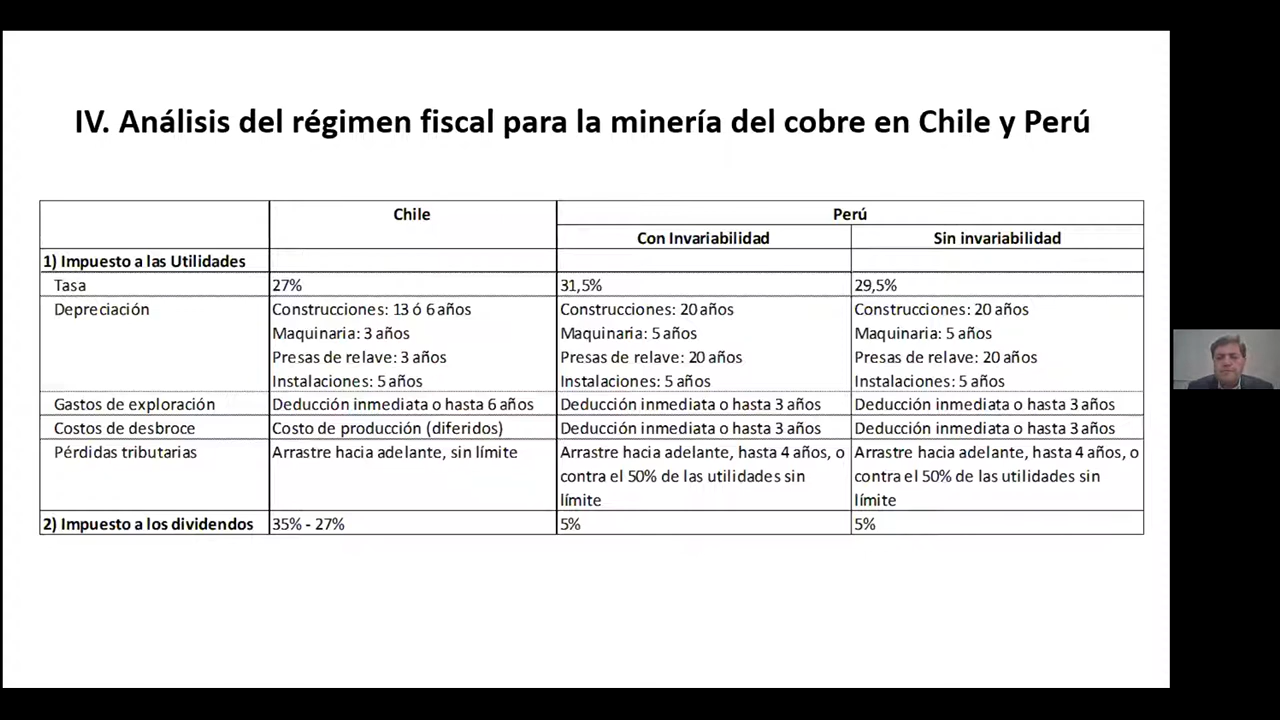 IV. Análisis del régimen fiscal para la minería del cobre en Chile y Perú
Chile
Perú
Con Invariabilidad
Sin invariabilidad
1) Impuesto a las Utilidades
Tasa
27%
31,5%
29,5%
Depreciación
Construcciones: 13 ó 6 años
Maquinaria: 3 años
Presas de relave: 3 años
Instalaciones: 5 años
Construcciones: 20 años
Maquinaria: 5 años
Presas de relave: 20 años
Instalaciones: 5 años
Construcciones: 20 años
Maquinaria: 5 años
Presas de relave: 20 años
Instalaciones: 5 años
Gastos de exploración
Deducción inmediata o hasta 6 años
Deducción inmediata o hasta 3 años
Deducción inmediata o hasta 3 años
Costos de desbroce
Costo de producción (diferidos)
Deducción inmediata o hasta 3 años
Deducción inmediata o hasta 3 años
Pérdidas tributarias
Arrastre hacia adelante, sin límite
Arrastre hacia adelante, hasta 4 años, o
contra el 50% de las utilidades sin
límite
Arrastre hacia adelante, hasta 4 años, o
contra el 50% de las utilidades sin
límite
2) Impuesto a los dividendos
35% - 27%
5%
5%